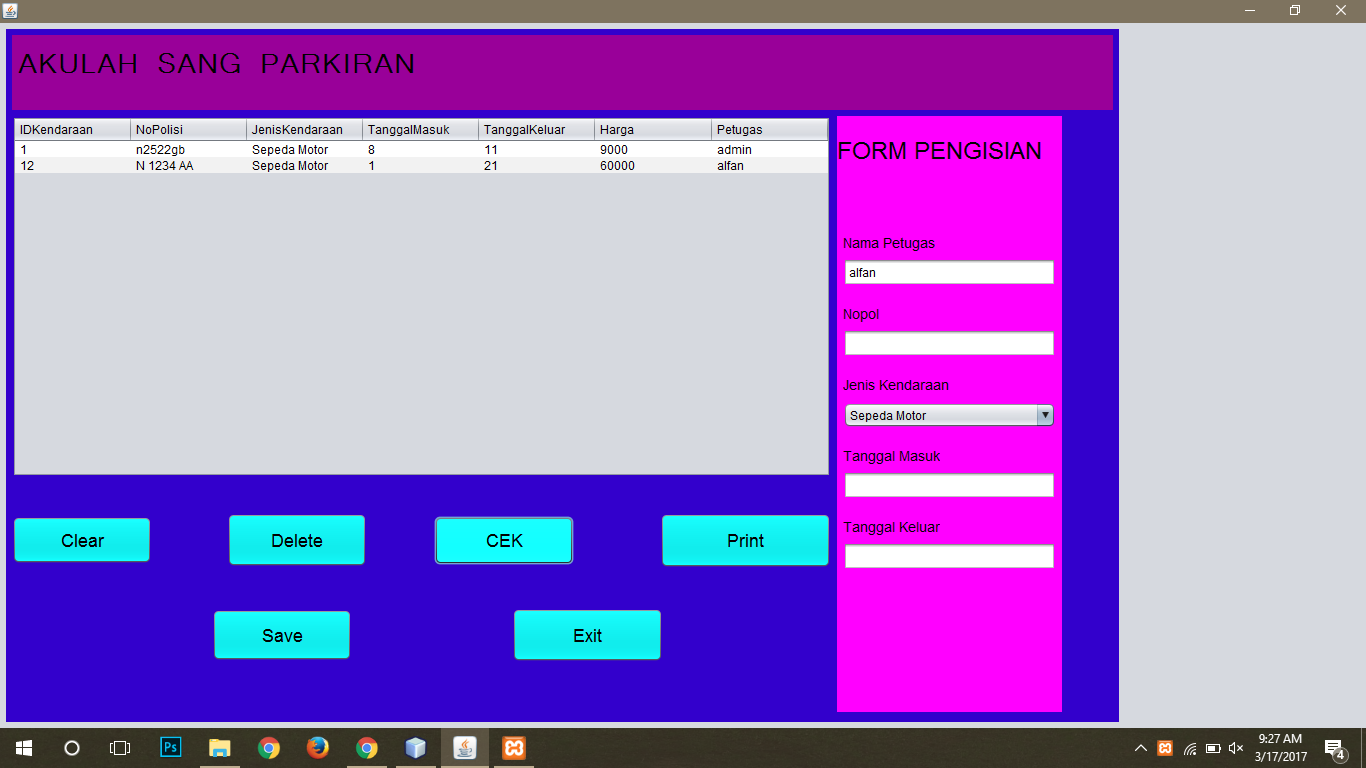 AKULAH SANG PARKIRAN
IDKendaraan NoPolisi JenisKendaraan TanggalMasuk TanggalKeluar Harga Petugas
1 n2522gb Sepeda Motor 8 11 9000 admin
12 N 1234 AA Sepeda Motor 1 21 60000 alfan
FORM PENGISIAN
Nama Petugas
alfan
Nopol
Jenis Kendaraan
Sepeda Motor
Tanggal Masuk
Tanggal Keluar
Clear Delete CEK Print
Save Exit
Ps
9:27 AM
3/17/2017
4